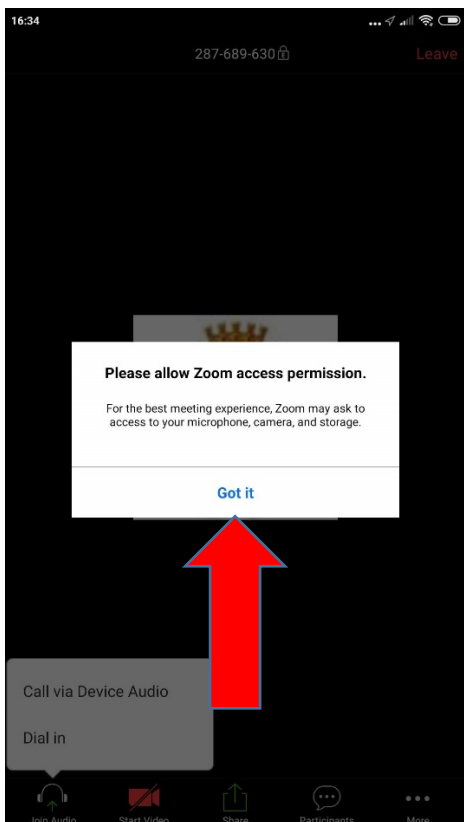 16:34
287-689-630
Leave
Please allow Zoom access permission.
For the best meeting experience, Zoom may ask to
access to your microphone, camera, and storage.
Got it
Call via Device Audio
Dial in
Join Audio
Start Video
Share
Participants
More